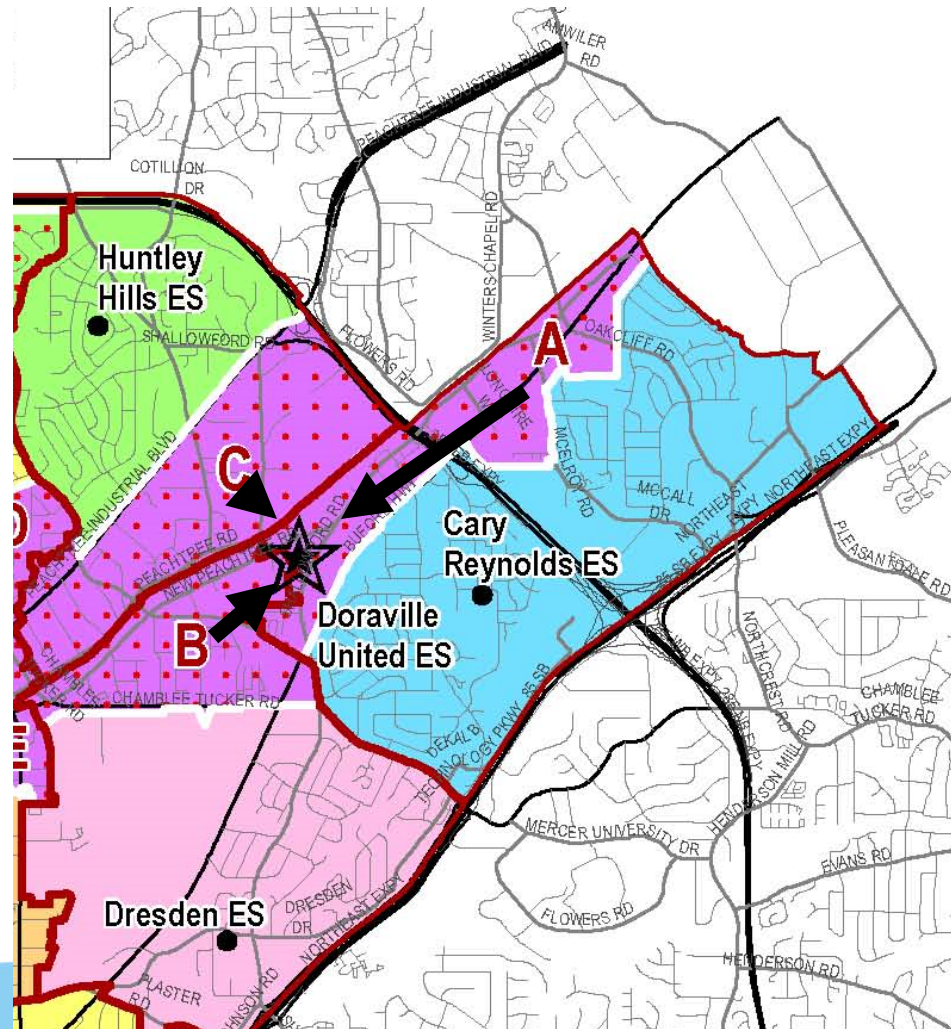 AMWILER
RD
PEACHTREE INDUSTRIAL BLVD
COTILLION
DR
WINTERS CHAPEL RD
Huntley
Hills ES
SHALLOWFORD RD
FLOWERS RD
A
OAKCLIFF RD
MCELROY RD
C
PEACHTREE INDUSTRIAL BLVD
MCCALL
DR
NORTHEAST
EXPY
NORTHEAST EXPY
PLEASANTDALE RD
Cary
Reynolds ES
PEACHTREE RD
NEW PEACHTREE RD
Doraville
United ES
B
CHAMBLEE TUCKER RD
85 SB
DEKALB
TECHNOLOGY PKWY
NORTHCREST RD
CHAMBLEE
TUCKER RD
HENDERSON MILL RD
E
MERCER UNIVERSITY DR
EVANS RD
FLOWERS RD
Dresden ES
DRESDEN
DR
NORTHEAST EXPY
HENDERSON RD
PLASTER
RD